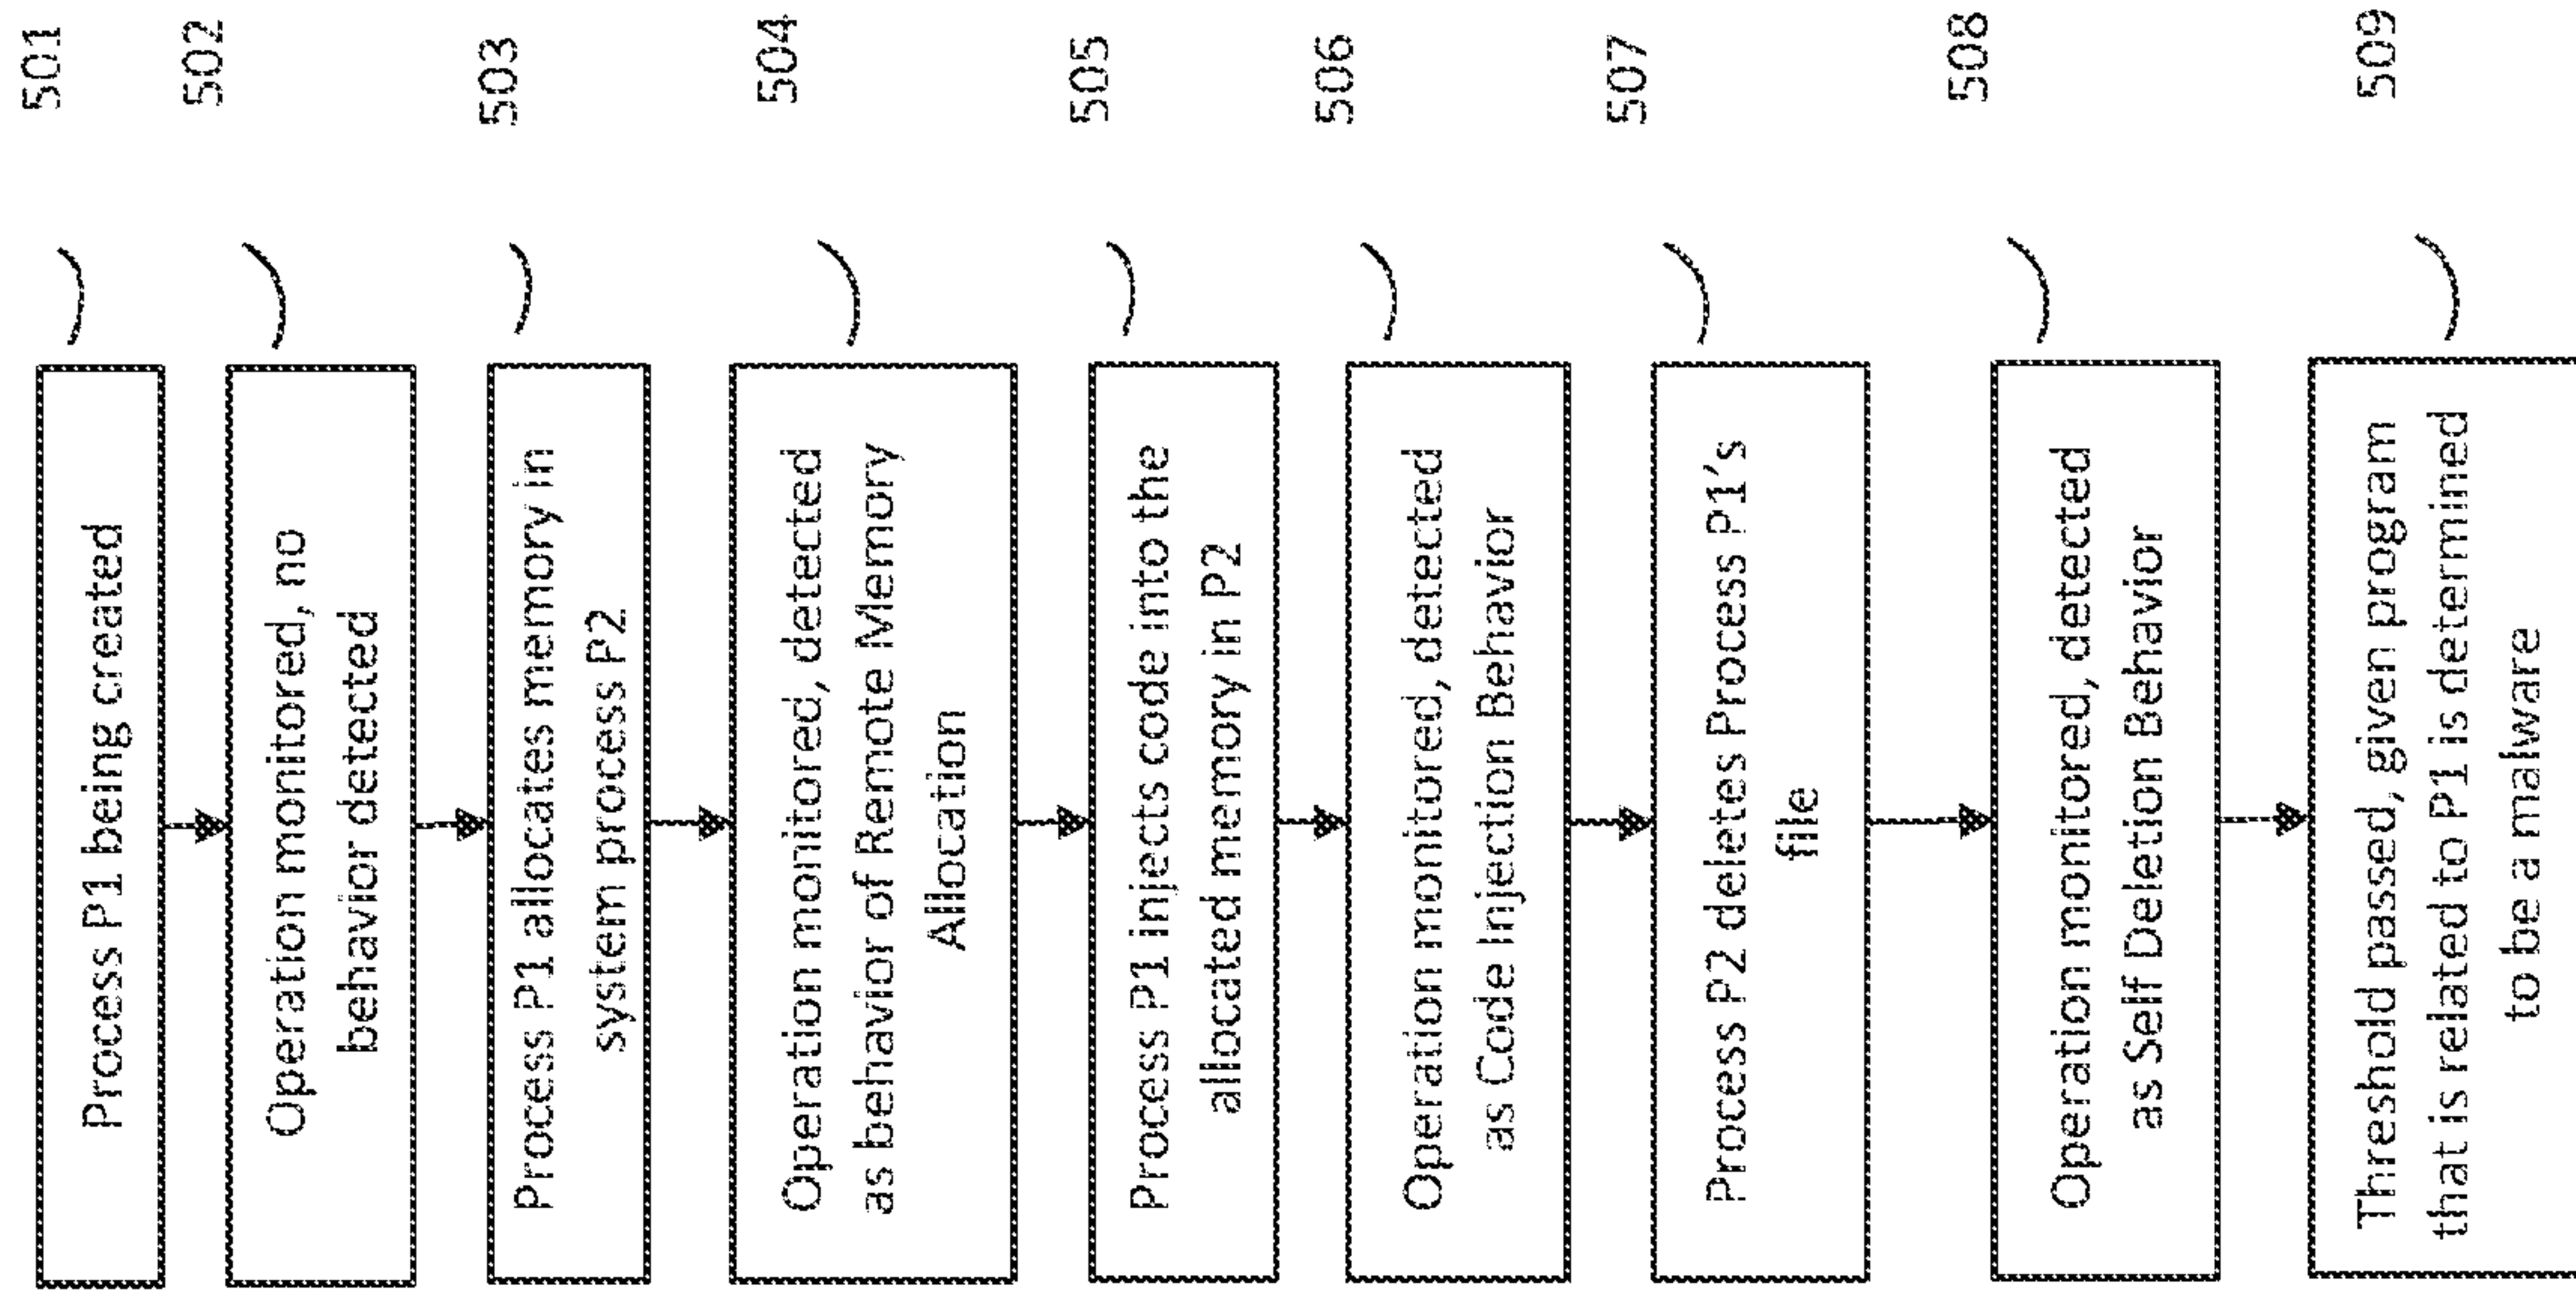 Process P1 being created
501
Operation monitored, no
behavior detected
502
Process P1 allocates memory in
system process P2
503
Operation monitored, detected
as behavior of Remote Memory
Allocation
504
Process P1 injects code into the
allocated memory in P2
505
Operation monitored, detected
as Code Injection Behavior
506
Process P2 deletes Process P1's
file
507
Operation monitored, detected
as Self Deletion Behavior
508
Threshold passed, given program
that is related to P1 is determined
to be a malware
509